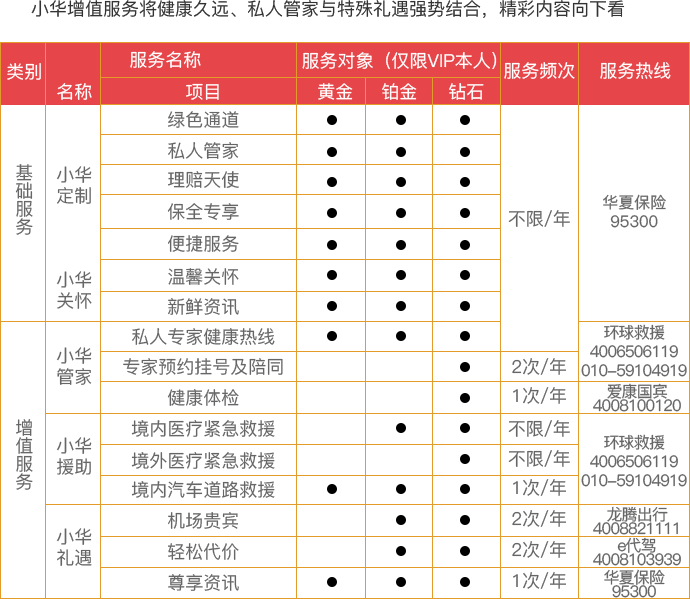 小华增值服务将健康久远、私人管家与特殊礼遇强势结合，精彩内容向下看
类别 服务名称 服务对象（仅限VIP本人） 服务频次 服务热线
名称 项目 黄金 铂金 钻石
基础服务 小华定制 绿色通道 ● ● ● 不限/年 华夏保险 95300
私人管家 ● ● ●
理赔天使 ● ● ●
保全专享 ● ● ●
便捷服务 ● ● ●
小华关怀 温馨关怀 ● ● ●
新鲜资讯 ● ● ●
增值服务 小华管家 私人专家健康热线 ● ● ● 环球救援 4006506119 010–59104919
专家预约挂号及陪同 ● 2次/年
健康体检 ● 1次/年 爱康国宾 4008100120
小华援助 境内医疗紧急救援 ● ● 不限/年 环球救援 4006506119 010–59104919
境外医疗紧急救援 ● 不限/年
境内汽车道路救援 ● ● ● 1次/年
小华礼遇 机场贵宾 ● ● 2次/年 龙腾出行 4008821111
轻松代价 ● ● 2次/年 e代驾 4008103939
尊享资讯 ● ● ● 1次/年 华夏保险 95300